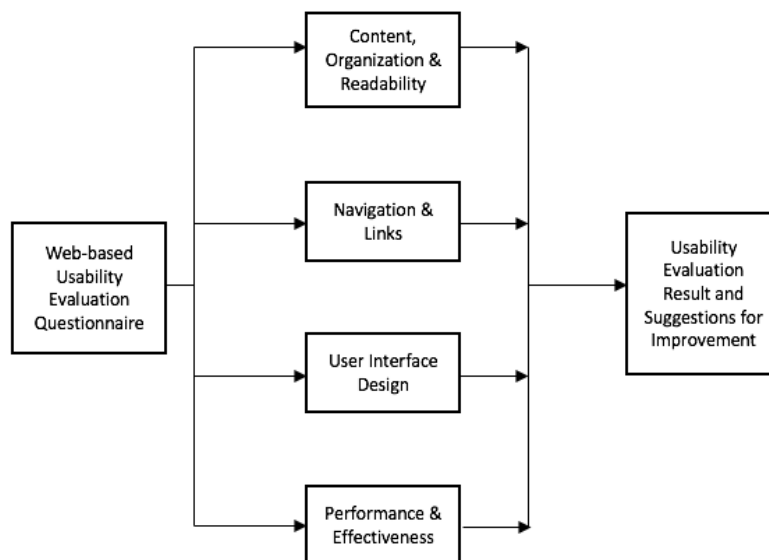 Content,
Organization &
Readability
Navigation &
Links
Web-based
Usability
Evaluation
Questionnaire
Usability
Evaluation
Result and
Suggestions for
Improvement
User Interface
Design
Performance &
Effectiveness